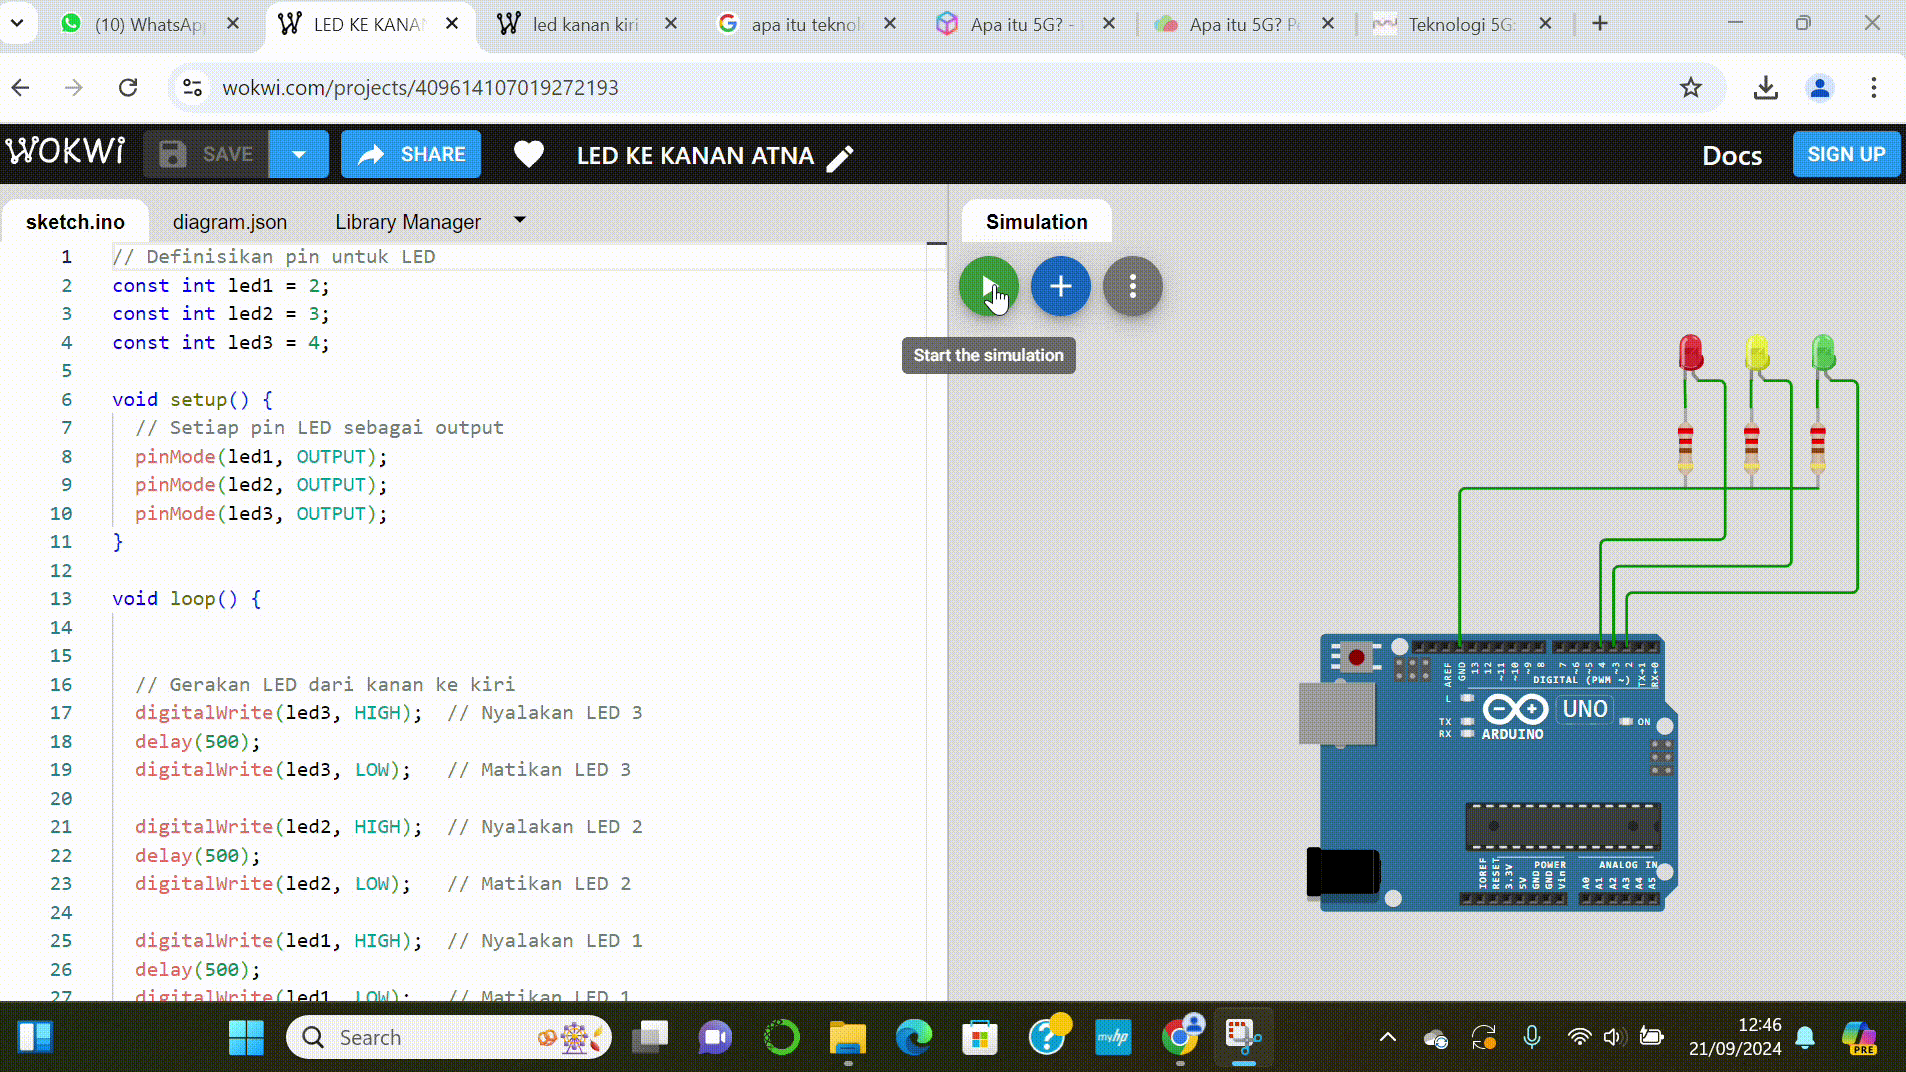 (10) WhatsApp
LED KE KANAN
led kanan kiri
apa itu teknol
Apa itu 5G? -
Apa itu 5G? P
Teknologi 5G:
wokwi.com/projects/409614107019272193
WOKWI
SAVE
SHARE
LED KE KANAN ATNA
Docs
SIGN UP
sketch.ino
diagram.json
Library Manager
Simulation
Start the simulation
1 // Definisikan pin untuk LED
2 const int led1 = 2;
3 const int led2 = 3;
4 const int led3 = 4;
5
6 void setup() {
7 // Setiap pin LED sebagai output
8 pinMode(led1, OUTPUT);
9 pinMode(led2, OUTPUT);
10 pinMode(led3, OUTPUT);
11 }
12
13 void loop() {
14
15
16 // Gerakan LED dari kanan ke kiri
17 digitalWrite(led3, HIGH); // Nyalakan LED 3
18 delay(500);
19 digitalWrite(led3, LOW); // Matikan LED 3
20
21 digitalWrite(led2, HIGH); // Nyalakan LED 2
22 delay(500);
23 digitalWrite(led2, LOW); // Matikan LED 2
24
25 digitalWrite(led1, HIGH); // Nyalakan LED 1
26 delay(500);
27 digitalWrite(led1, LOW); // Matikan LED 1
AREF
GND
13
12
~11
~10
~9
8
7
~6
~5
4
~3
2
TX→1
RX←0
DIGITAL (PWM ~)
L
TX
RX
UNO
ARDUINO
ON
IOREF
RESET
3.3V
5V
GND
GND
Vin
POWER
ANALOG IN
A0
A1
A2
A3
A4
A5
Search
myhp
12:46
21/09/2024
PRE